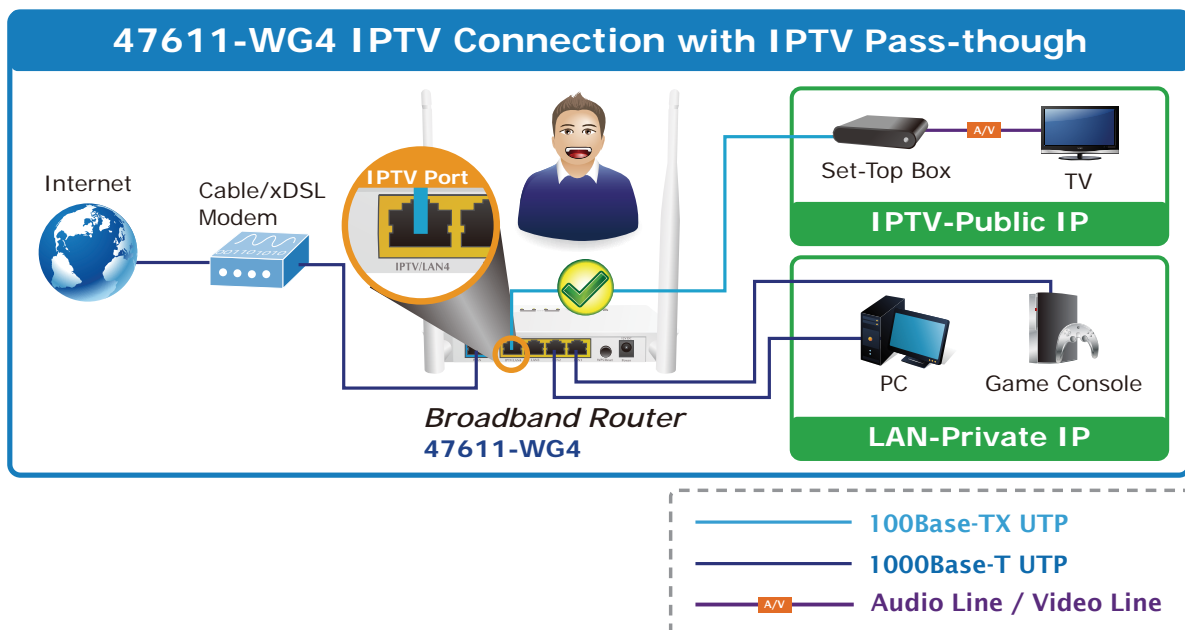 47611-WG4 IPTV Connection with IPTV Pass-though
Internet
Cable/xDSL
Modem
001101010
IPTV Port
IPTV/LAN4
Set-Top Box
A/V
TV
IPTV-Public IP
PC
Game Console
LAN-Private IP
Broadband Router
47611-WG4
100Base-TX UTP
1000Base-T UTP
A/V
Audio Line / Video Line